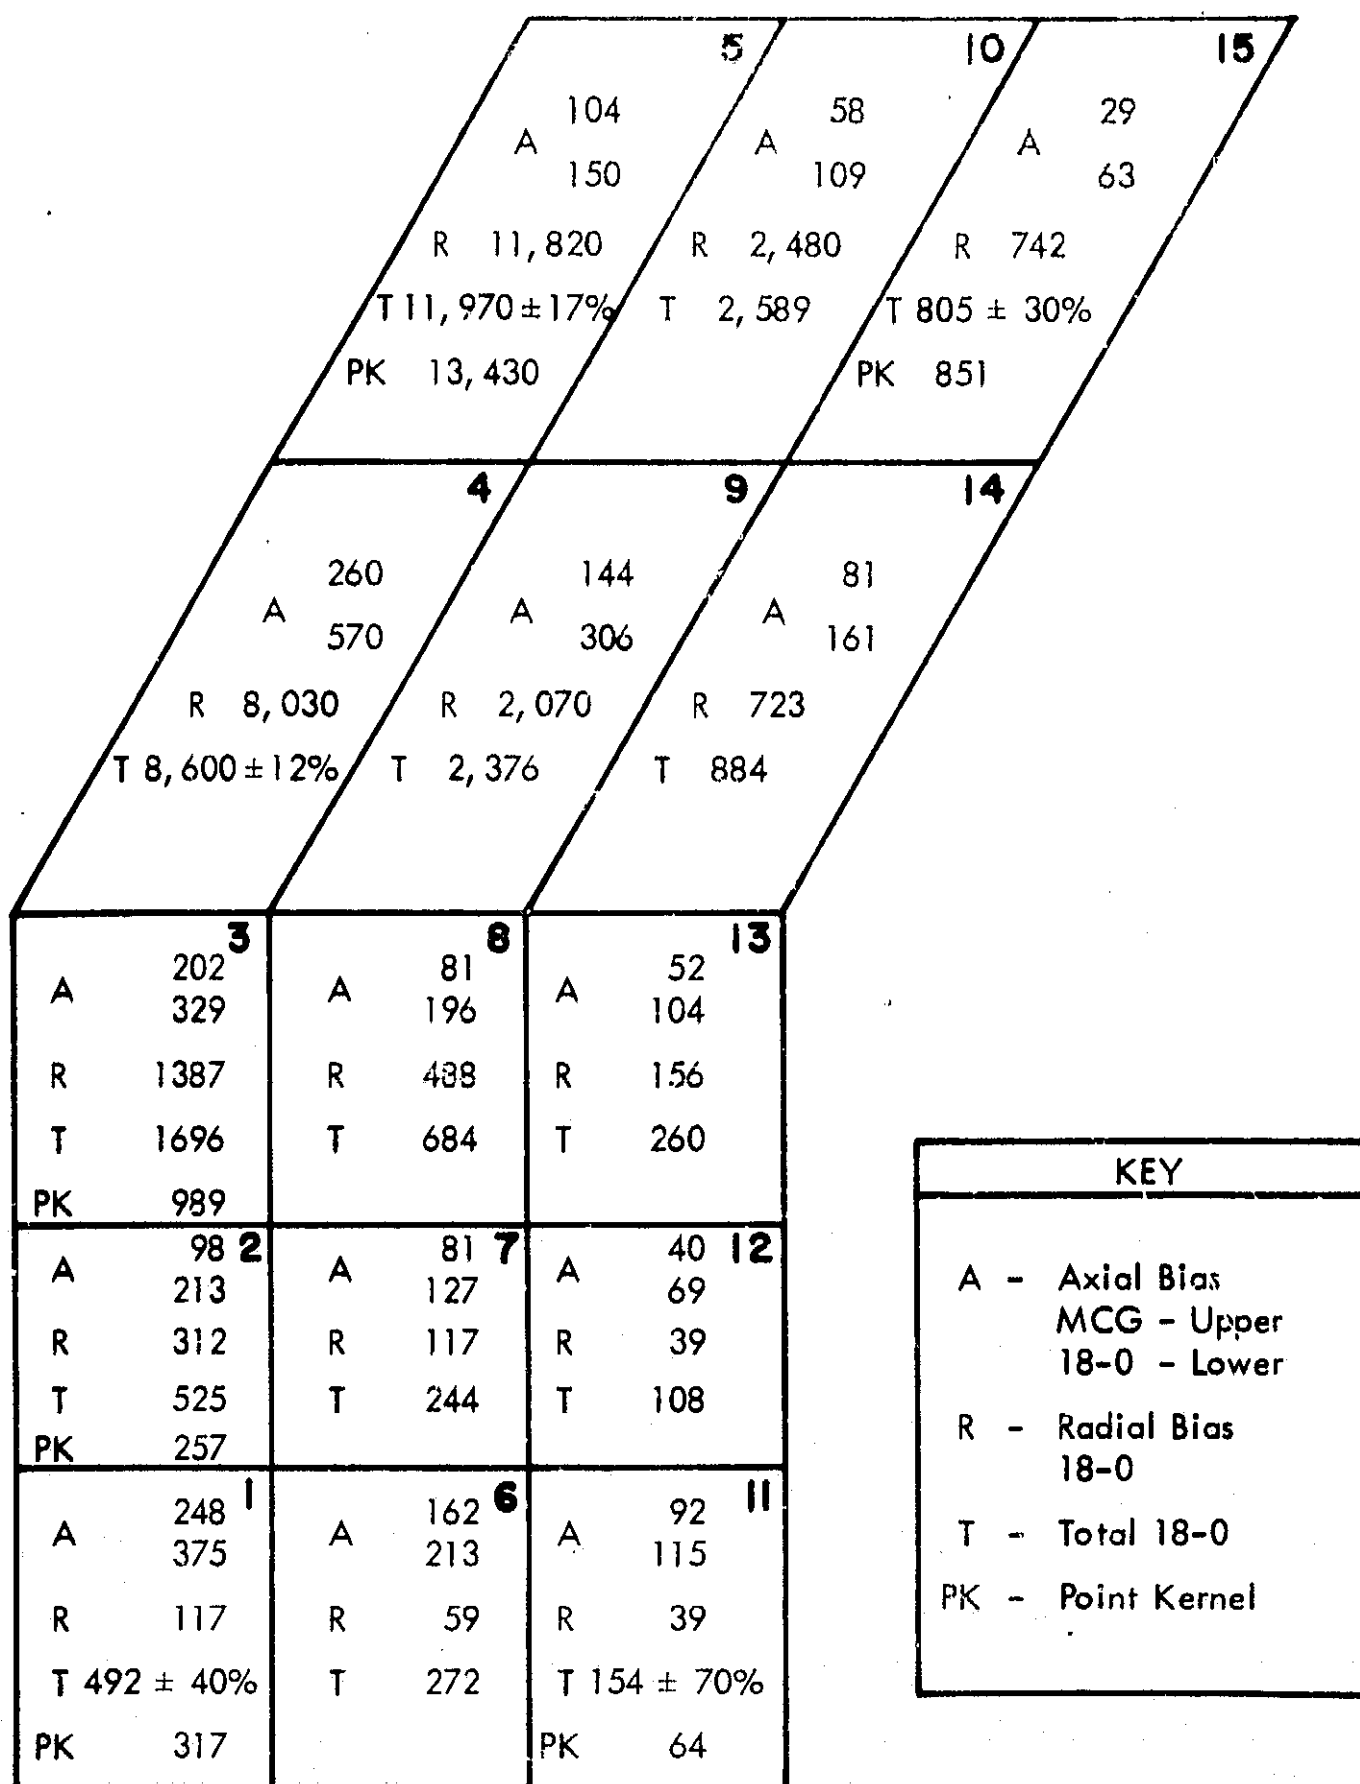 5
A 104
150
R 11,820
T 11,970 ±17%
PK 13,430
10
A 58
109
R 2,480
T 2,589
15
A 29
63
R 742
T 805 ± 30%
PK 851
4
A 260
570
R 8,030
T 8,600 ±12%
9
A 144
306
R 2,070
T 2,376
14
A 81
161
R 723
T 884
3
A 202
329
R 1387
T 1696
PK 989
8
A 81
196
R 488
T 684
13
A 52
104
R 156
T 260
2
A 98
213
R 312
T 525
PK 257
7
A 81
127
R 117
T 244
12
A 40
69
R 39
T 108
1
A 248
375
R 117
T 492 ± 40%
PK 317
6
A 162
213
R 59
T 272
11
A 92
115
R 39
T 154 ± 70%
PK 64
KEY
A - Axial Bias
MCG - Upper
18-0 - Lower
R - Radial Bias
18-0
T - Total 18-0
PK - Point Kernel